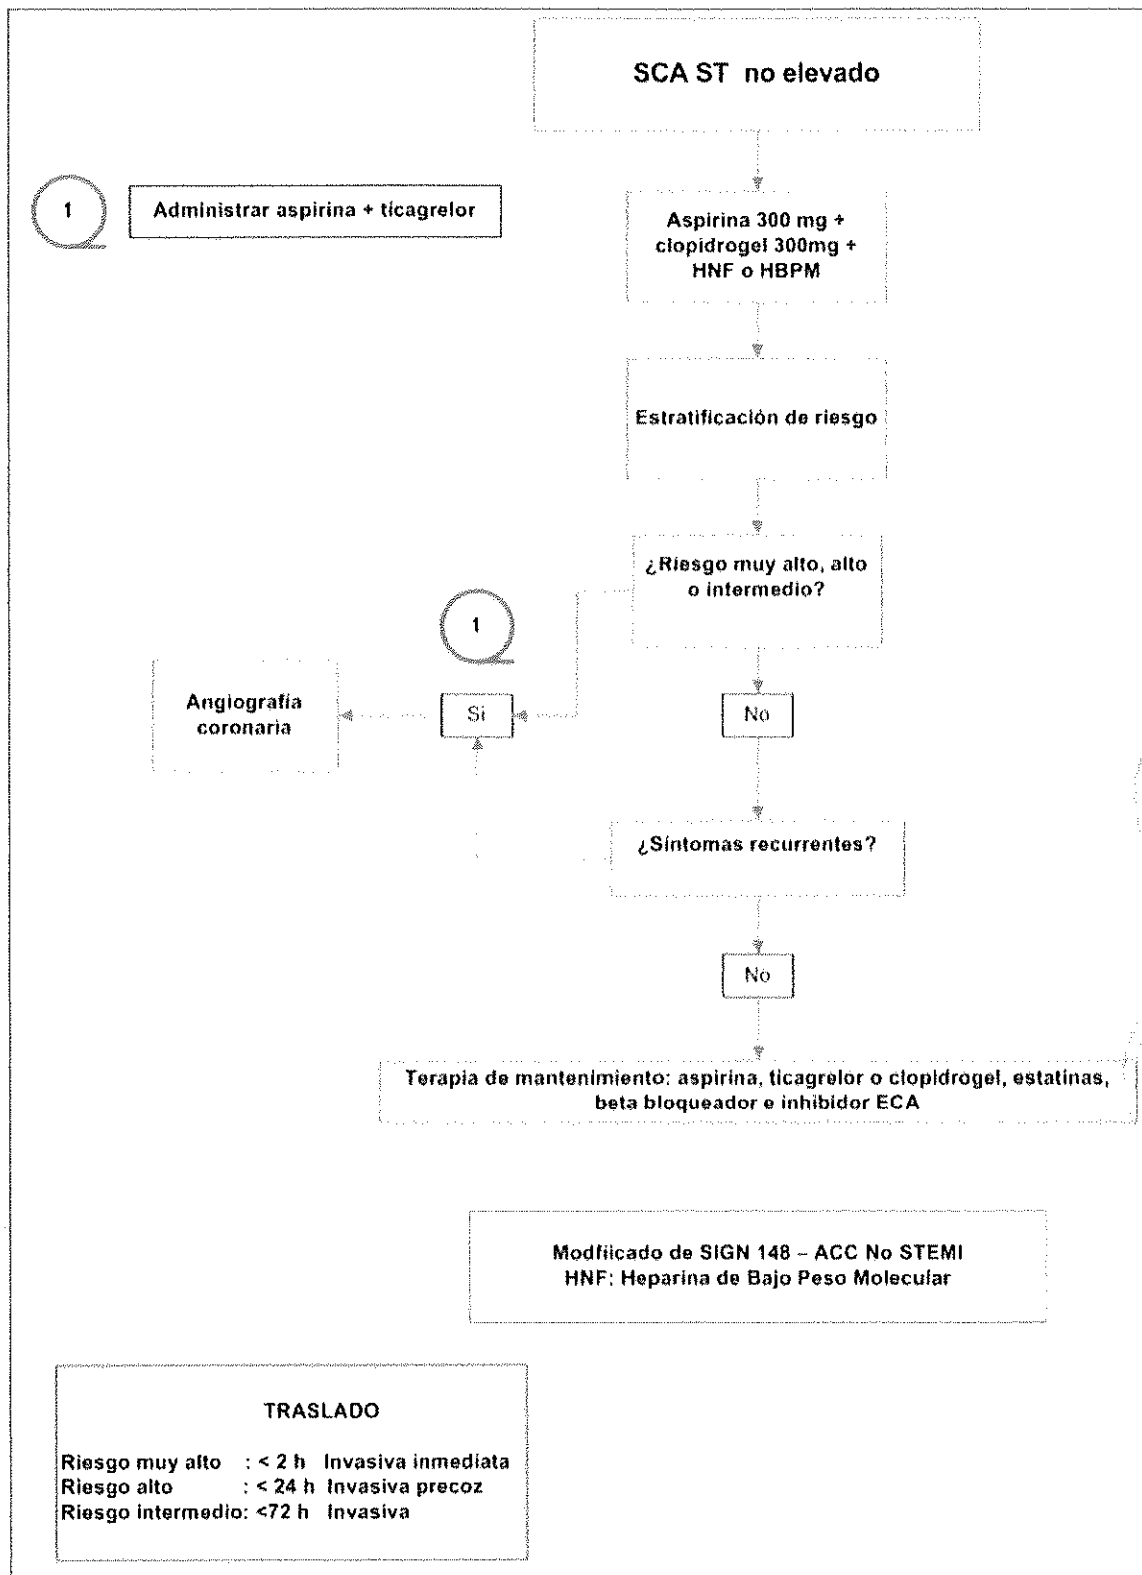 SCA ST no elevado
1
Administrar aspirina + ticagrelor
Aspirina 300 mg +
clopidrogel 300mg +
HNF o HBPM
Estratificación de riesgo
¿Riesgo muy alto, alto
o intermedio?
1
Angiografía
coronaria
Si
No
¿Síntomas recurrentes?
No
Terapia de mantenimiento: aspirina, ticagrelor o clopidrogel, estatinas,
beta bloqueador e inhibidor ECA
Modfiicado de SIGN 148 – ACC No STEMI
HNF: Heparina de Bajo Peso Molecular
TRASLADO
Riesgo muy alto : < 2 h Invasiva inmediata
Riesgo alto : < 24 h Invasiva precoz
Riesgo intermedio: <72 h Invasiva